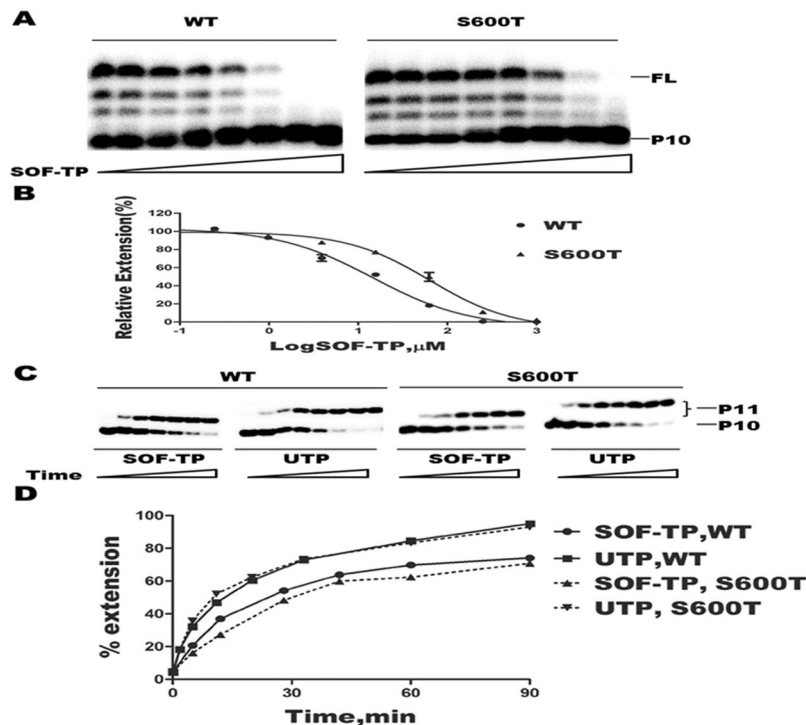 A
WT
S600T
FL
P10
SOF-TP
B
Relative Extension(%)
120
100
80
60
40
20
0
WT
S600T
-1
0
1
2
3
LogSOF-TP,µM
C
WT
S600T
P11
P10
SOF-TP
UTP
SOF-TP
UTP
Time
D
% extension
100
80
60
40
20
0
SOF-TP,WT
UTP,WT
SOF-TP, S600T
UTP, S600T
0
30
60
90
Time,min